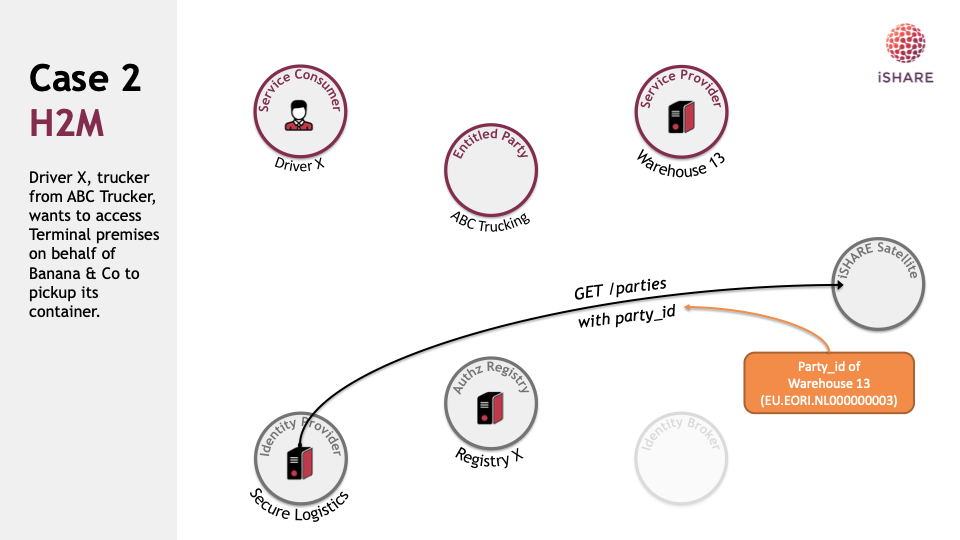 Case 2
H2M
Driver X, trucker
from ABC Trucker,
wants to access
Terminal premises
on behalf of
Banana & Co to
pickup its
container.
iSHARE
Service Consumer
Driver X
Entitled Party
ABC Trucking
Service Provider
Warehouse 13
iSHARE Satellite
GET /parties
with party_id
Party_id of
Warehouse 13
(EU.EORI.NL000000003)
Authz Registry
Registry X
Identity Provider
Secure Logistics
Identity Broker